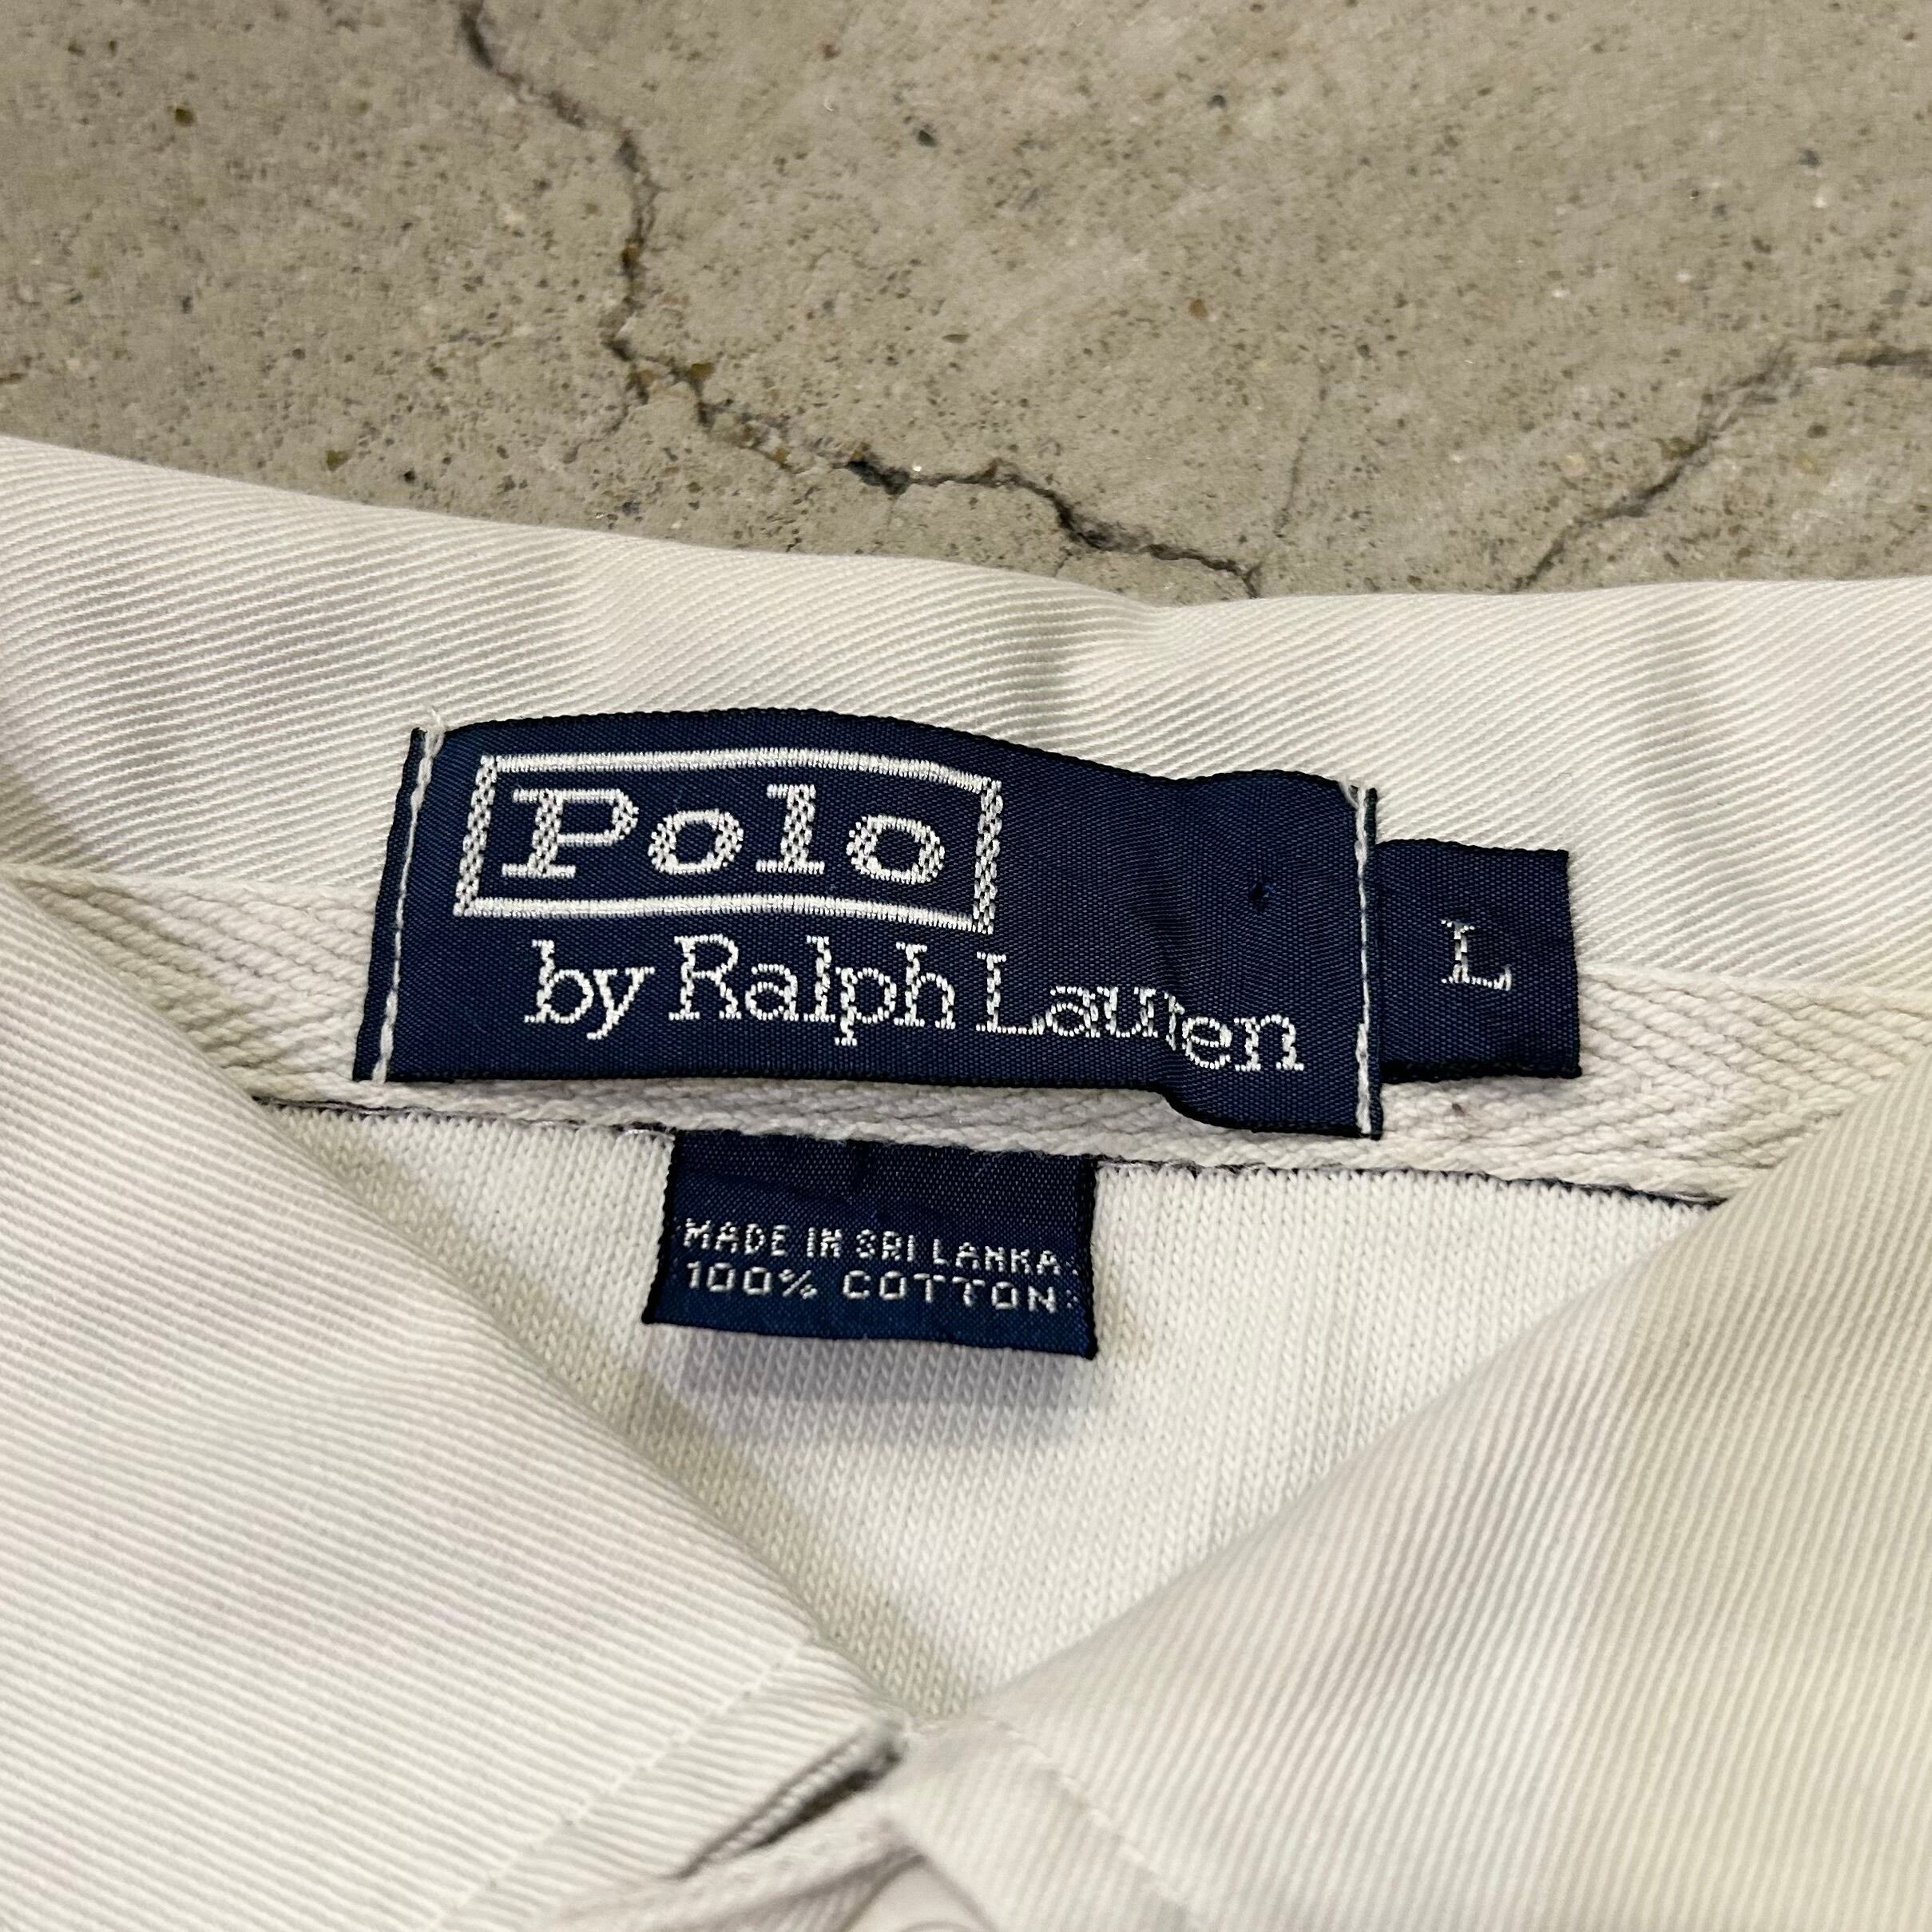 Polo
by Ralph Lauren
L
MADE IN SRI LANKA
100% COTTON